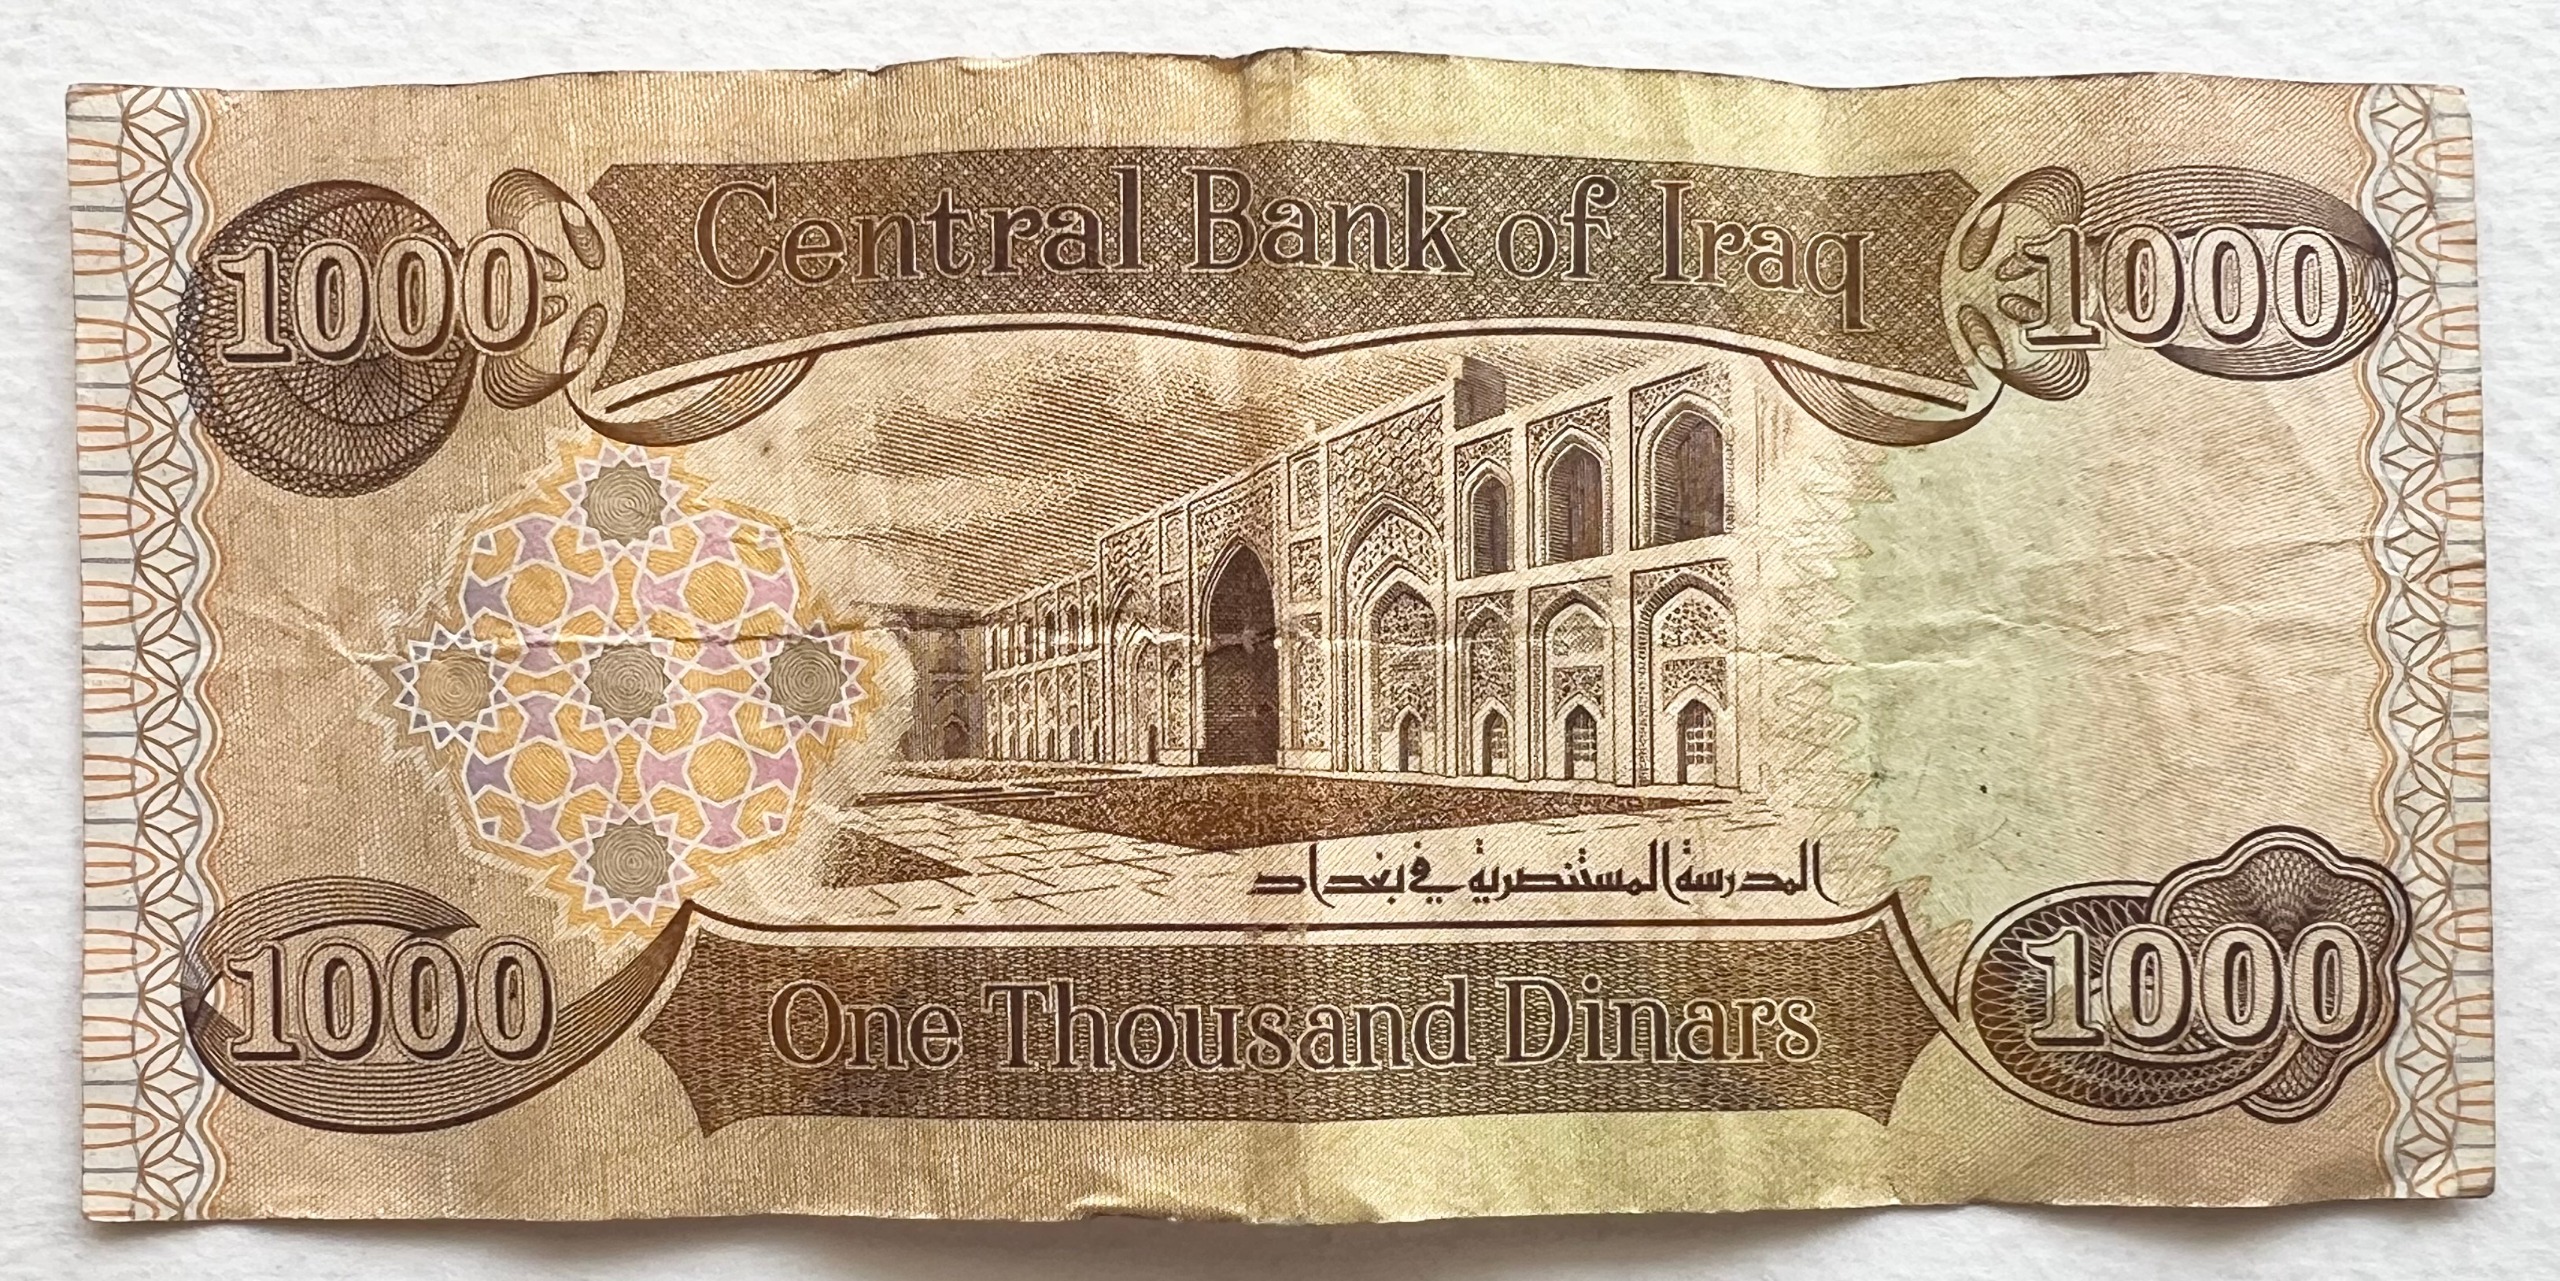 Central Bank of Iraq
1000 1000
المدرسة المستنصرية في بغداد
1000 1000
One Thousand Dinars